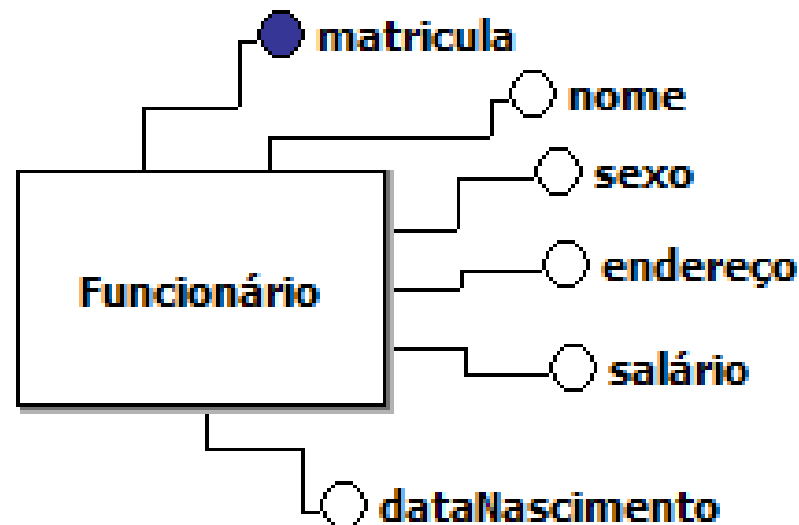 matricula
nome
sexo
endereço
Funcionário
salário
dataNascimento